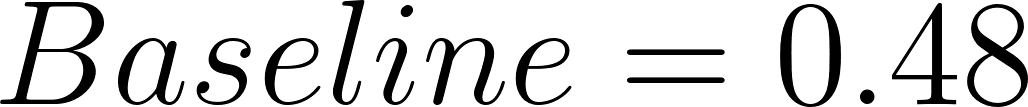 Baseline = 0.48